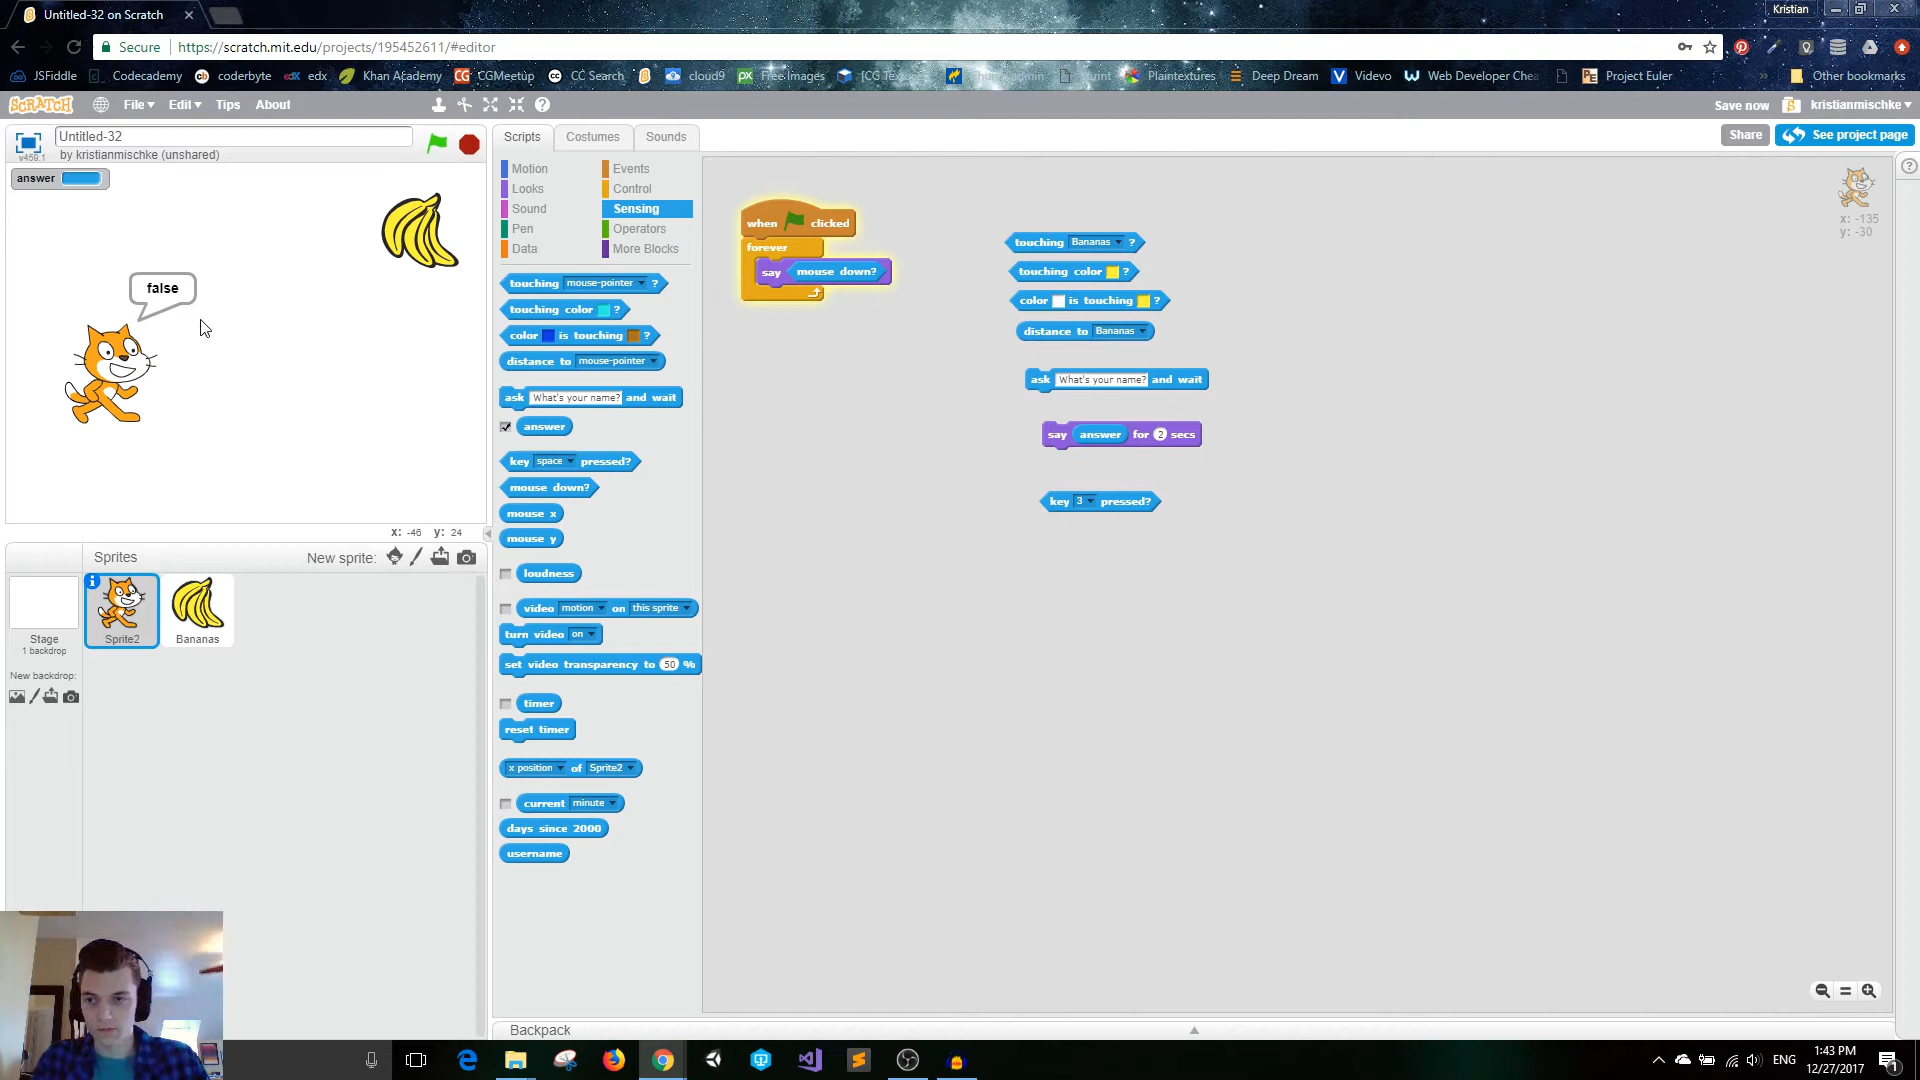 Untitled-32 on Scratch
Kristian
Secure https://scratch.mit.edu/projects/195452611/#editor
JSFiddle Codecademy coderbyte edx Khan Academy CGMeetup CC Search cloud9 Free Images Plaintextures Deep Dream Videvo Web Developer Chea Project Euler Other bookmarks
SCRATCH File Edit Tips About Save now kristianmischke
Untitled-32
by kristianmischke (unshared)
v459.1
Scripts Costumes Sounds
Share See project page
answer
false
x: -46 y: 24
Motion Events
Looks Control
Sound Sensing
Pen Operators
Data More Blocks
touching mouse-pointer ?
touching color ?
color is touching ?
distance to mouse-pointer
ask What's your name? and wait
answer
key space pressed?
mouse down?
mouse x
mouse y
loudness
video motion on this sprite
turn video on
set video transparency to 50 %
timer
reset timer
x position of Sprite2
current minute
days since 2000
username
when clicked
forever
say mouse down?
touching Bananas ?
touching color ?
color is touching ?
distance to Bananas
ask What's your name? and wait
say answer for 2 secs
key 3 pressed?
x: -135
y: -30
Sprites New sprite:
Stage
1 backdrop
New backdrop:
Sprite2
Bananas
Backpack
ENG
1:43 PM
12/27/2017
1